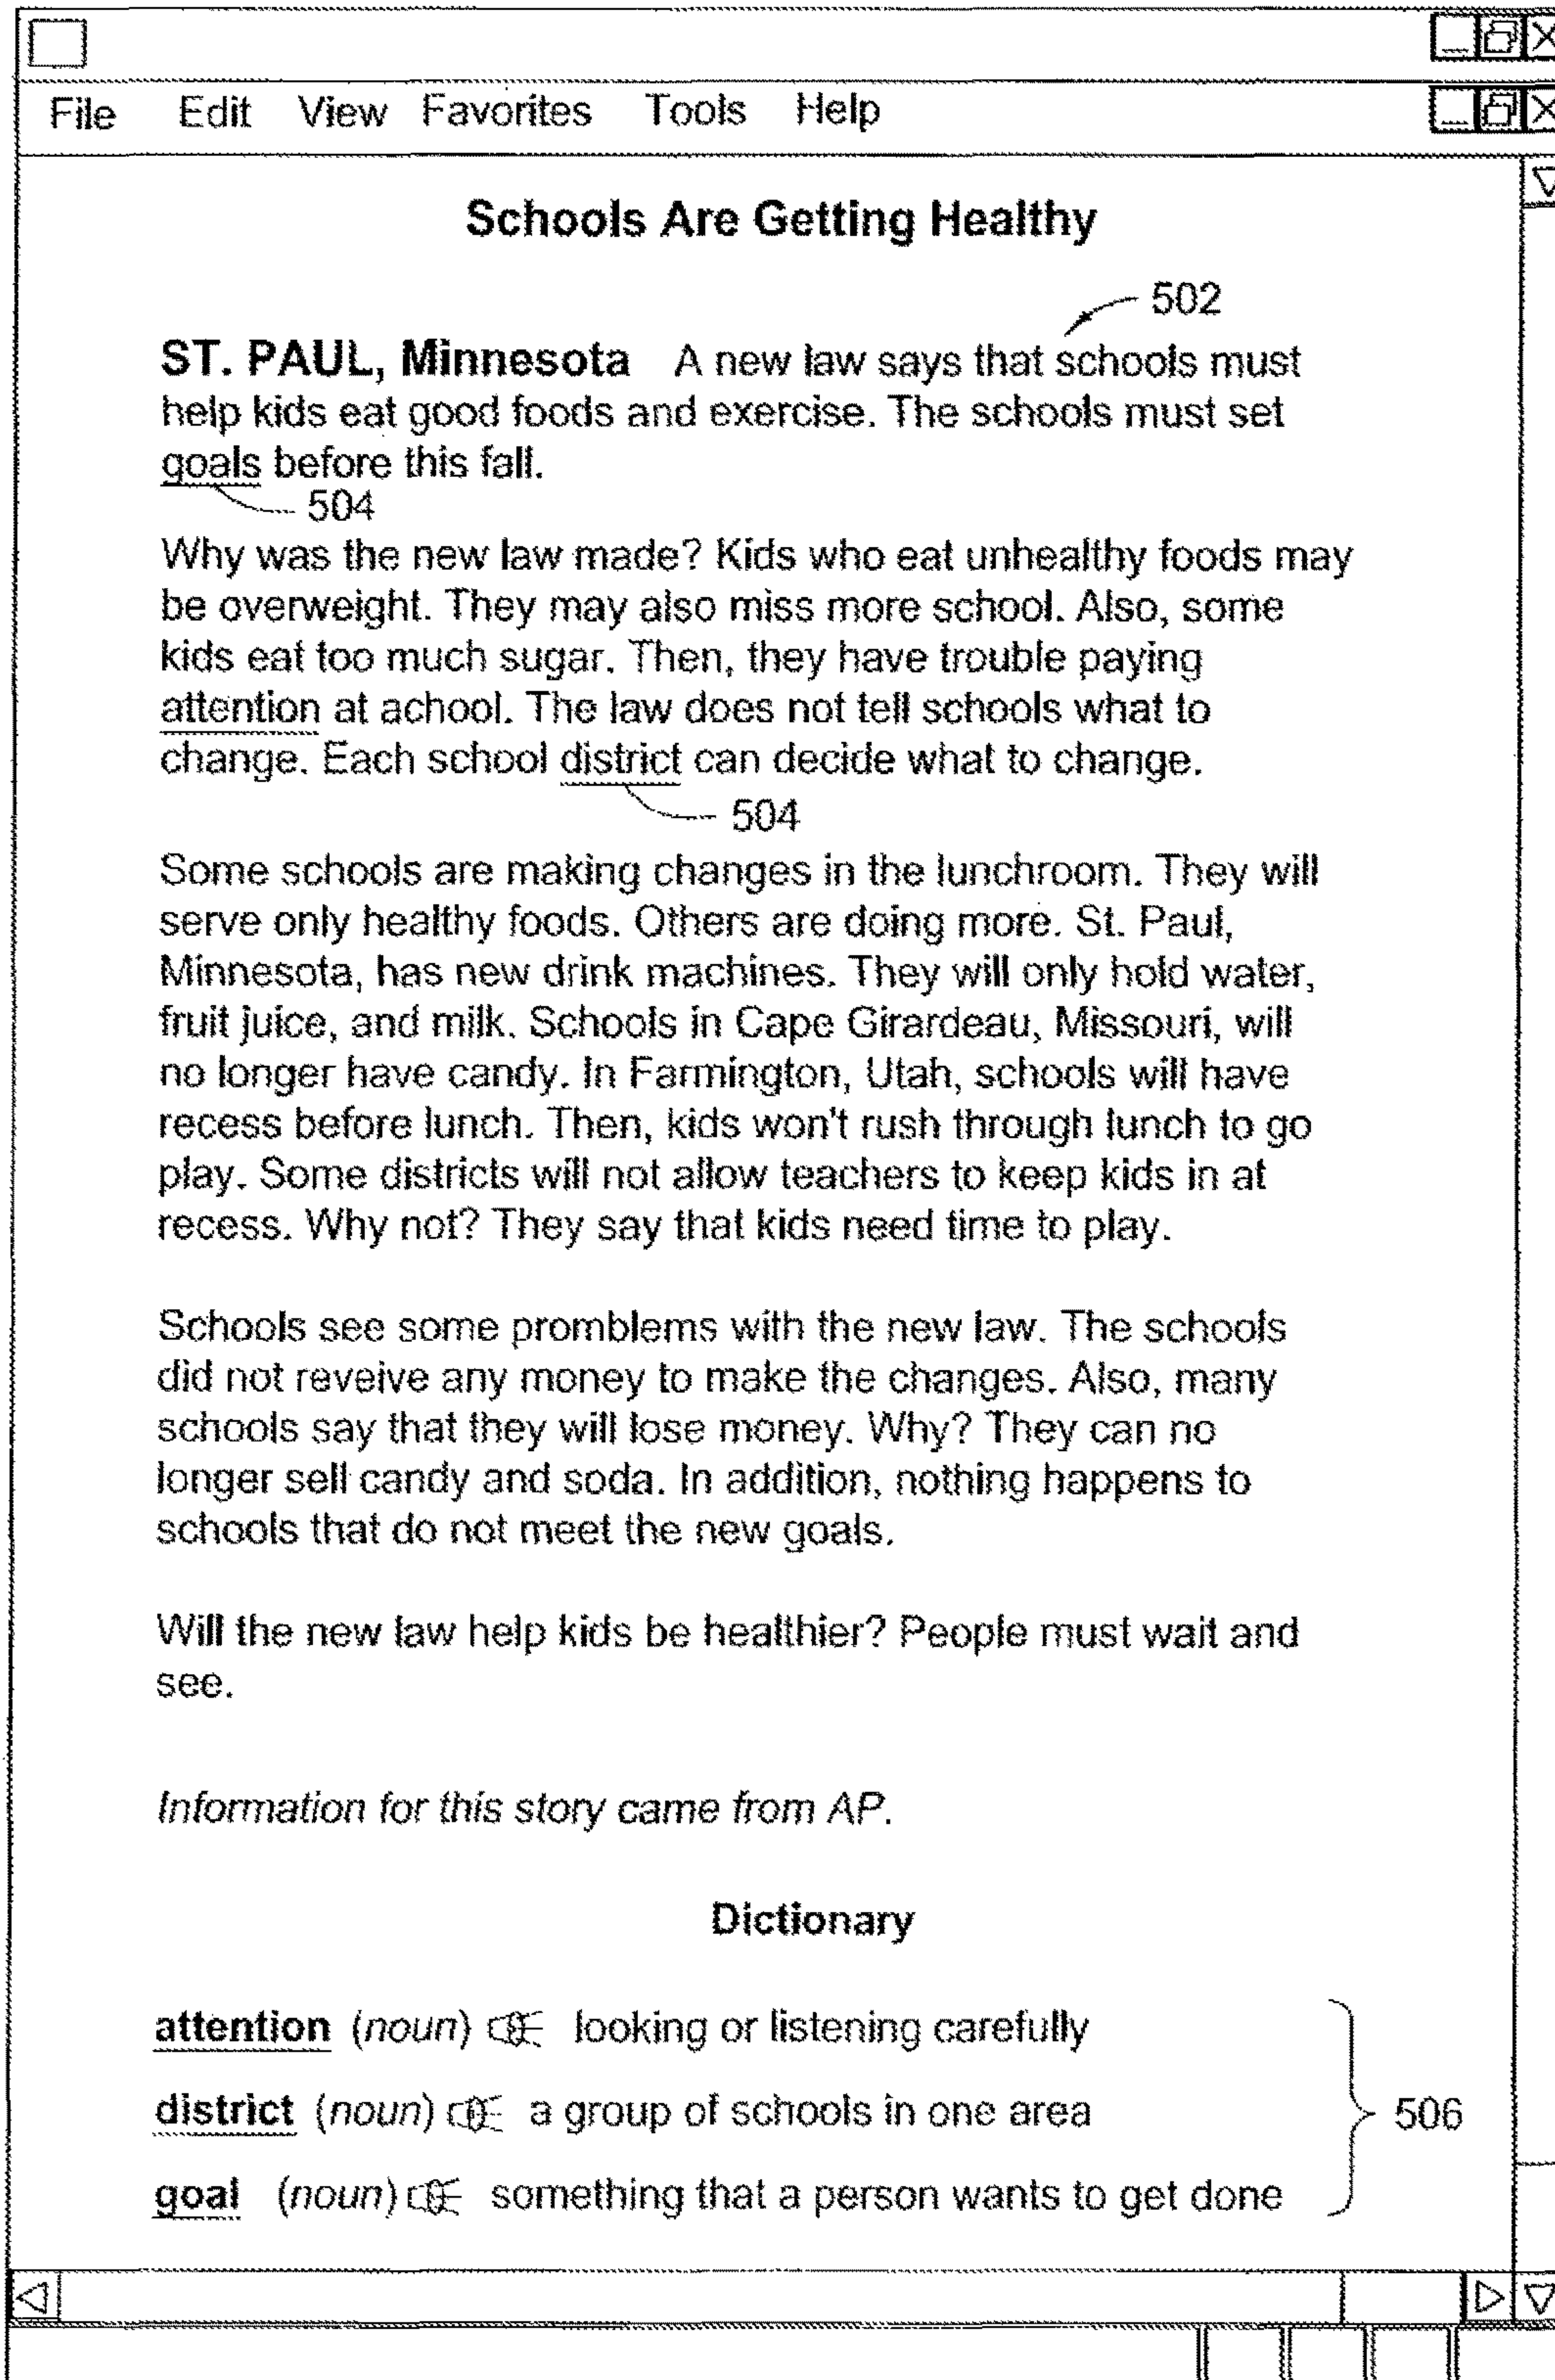 File Edit View Favorites Tools Help
Schools Are Getting Healthy
502
ST. PAUL, Minnesota A new law says that schools must
help kids eat good foods and exercise. The schools must set
goals before this fall.
504
Why was the new law made? Kids who eat unhealthy foods may
be overweight. They may also miss more school. Also, some
kids eat too much sugar. Then, they have trouble paying
attention at achool. The law does not tell schools what to
change. Each school district can decide what to change.
504
Some schools are making changes in the lunchroom. They will
serve only healthy foods. Others are doing more. St. Paul,
Minnesota, has new drink machines. They will only hold water,
fruit juice, and milk. Schools in Cape Girardeau, Missouri, will
no longer have candy. In Farmington, Utah, schools will have
recess before lunch. Then, kids won't rush through lunch to go
play. Some districts will not allow teachers to keep kids in at
recess. Why not? They say that kids need time to play.
Schools see some promblems with the new law. The schools
did not reveive any money to make the changes. Also, many
schools say that they will lose money. Why? They can no
longer sell candy and soda. In addition, nothing happens to
schools that do not meet the new goals.
Will the new law help kids be healthier? People must wait and
see.
Information for this story came from AP.
Dictionary
attention (noun) looking or listening carefully
district (noun) a group of schools in one area
506
goal (noun) something that a person wants to get done